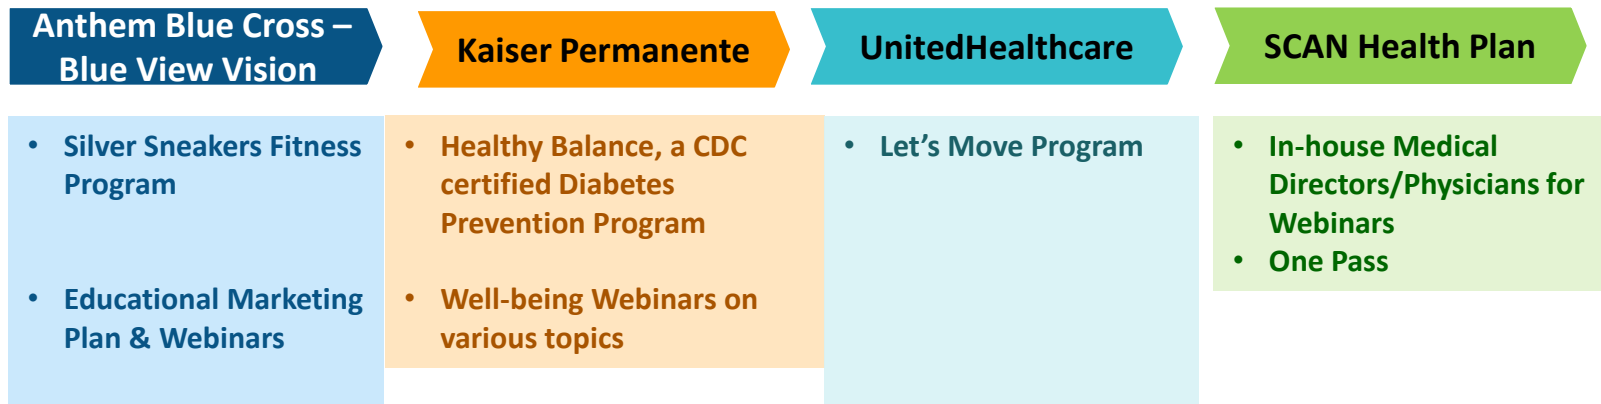 Anthem Blue Cross –
Blue View Vision
Kaiser Permanente
UnitedHealthcare
SCAN Health Plan
• Silver Sneakers Fitness
Program
• Educational Marketing
Plan & Webinars
• Healthy Balance, a CDC
certified Diabetes
Prevention Program
• Well-being Webinars on
various topics
• Let’s Move Program
• In-house Medical
Directors/Physicians for
Webinars
• One Pass